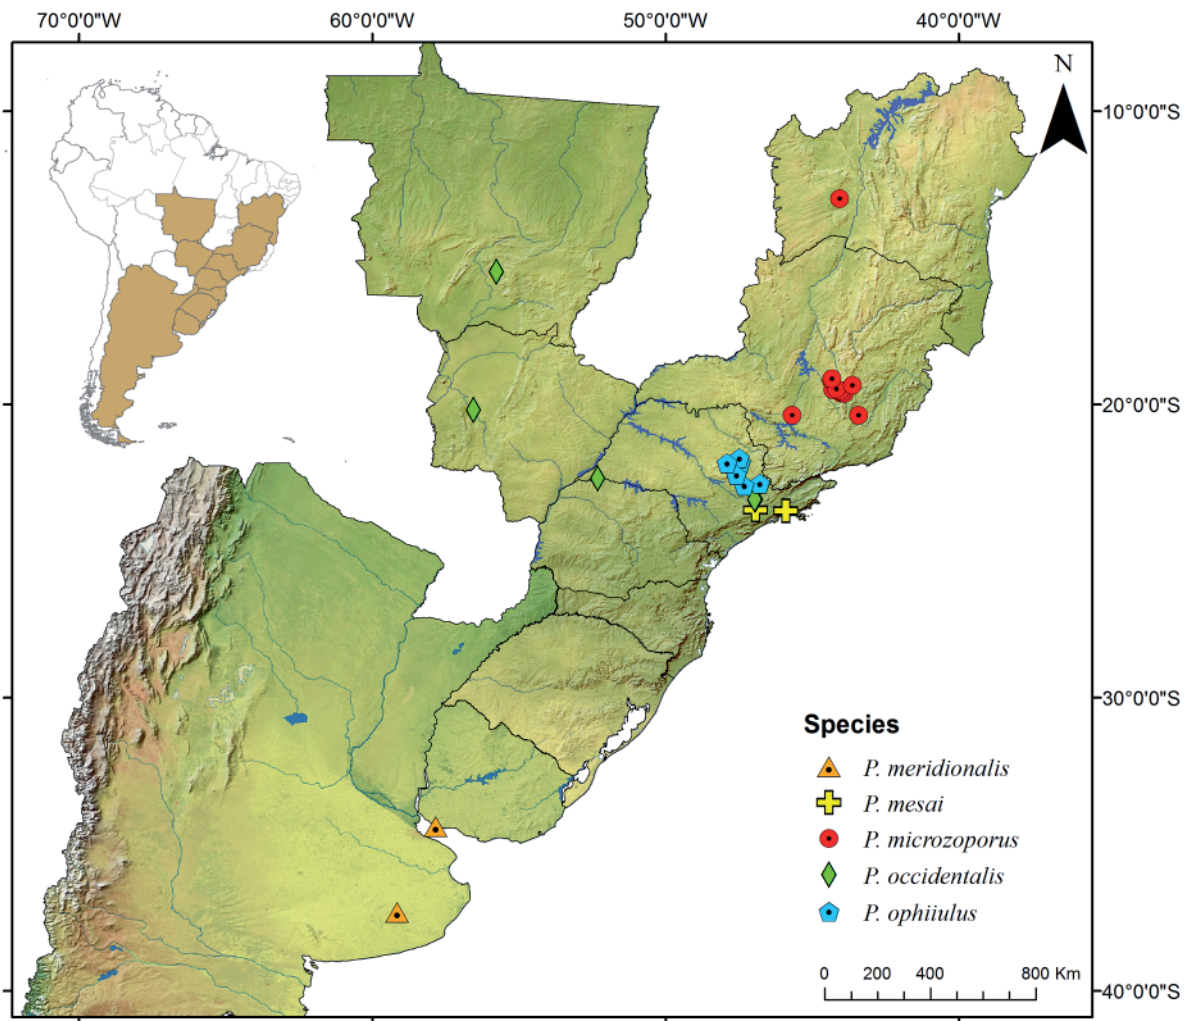 70°0'0"W 60°0'0"W 50°0'0"W 40°0'0"W
N
10°0'0"S
20°0'0"S
30°0'0"S
Species
P. meridionalis
P. mesai
P. microzoporus
P. occidentalis
P. ophiiulus
0 200 400 800 Km
40°0'0"S